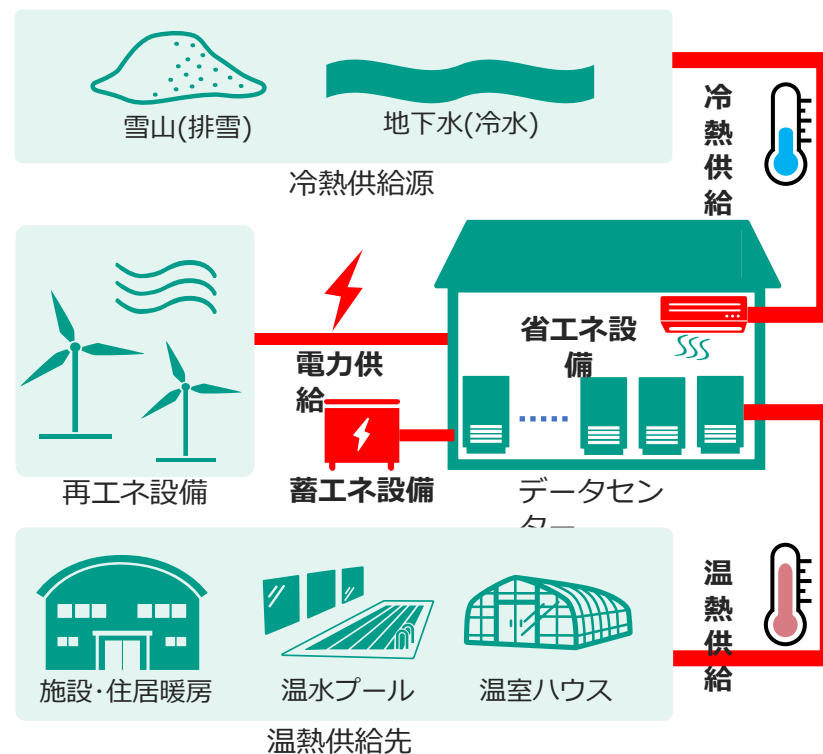 雪山(排雪)
地下水(冷水)
冷熱供給源
冷熱供給
電力供
給
省エネ設
備
蓄エネ設備
再エネ設備
データセン
ター
温熱供給
施設・住居暖房
温水プール
温室ハウス
温熱供給先